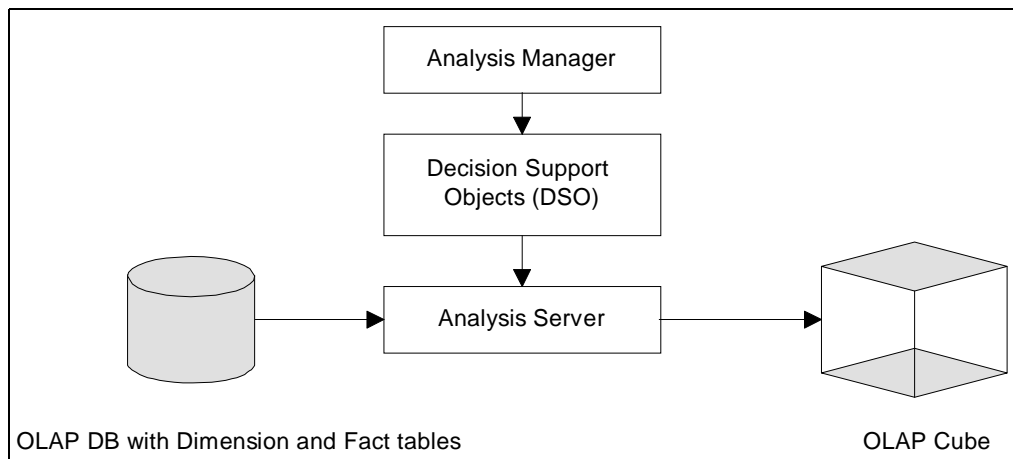 Analysis Manager
Decision Support
Objects (DSO)
Analysis Server
OLAP DB with Dimension and Fact tables
OLAP Cube